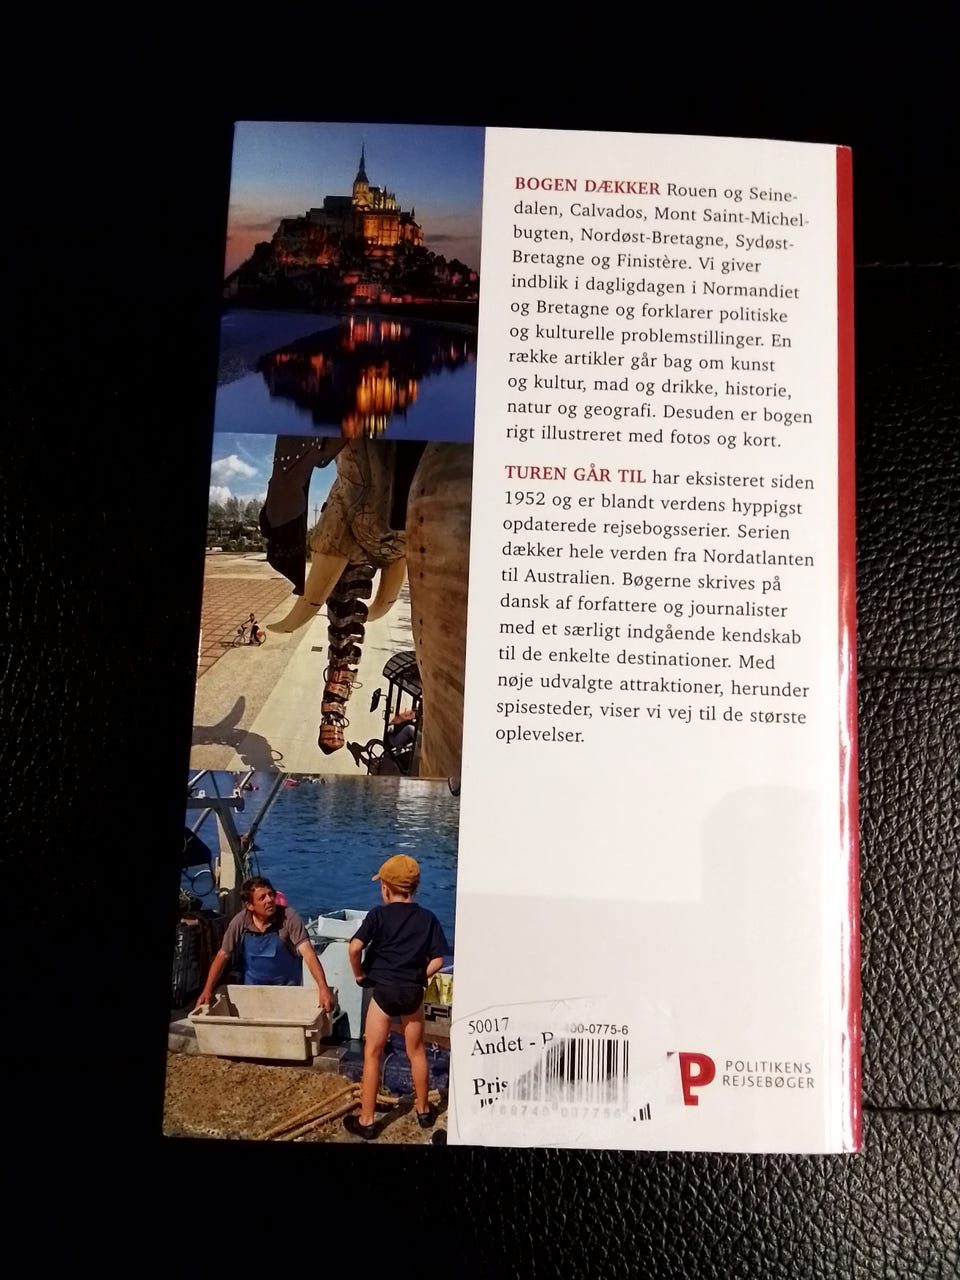 BOGEN DÆKKER Rouen og Seine-
dalen, Calvados, Mont Saint-Michel-
bugten, Nordøst-Bretagne, Sydøst-
Bretagne og Finistère. Vi giver
indblik i dagligdagen i Normandiet
og Bretagne og forklarer politiske
og kulturelle problemstillinger. En
række artikler går bag om kunst
og kultur, mad og drikke, historie,
natur og geografi. Desuden er bogen
rigt illustreret med fotos og kort.
TUREN GÅR TIL har eksisteret siden
1952 og er blandt verdens hyppigst
opdaterede rejsebogsserier. Serien
dækker hele verden fra Nordatlanten
til Australien. Bøgerne skrives på
dansk af forfattere og journalister
med et særligt indgående kendskab
til de enkelte destinationer. Med
nøje udvalgte attraktioner, herunder
spisesteder, viser vi vej til de største
oplevelser.
50017
Andet -
00-0775-6
Pris
P
POLITIKENS
REJSEBØGER